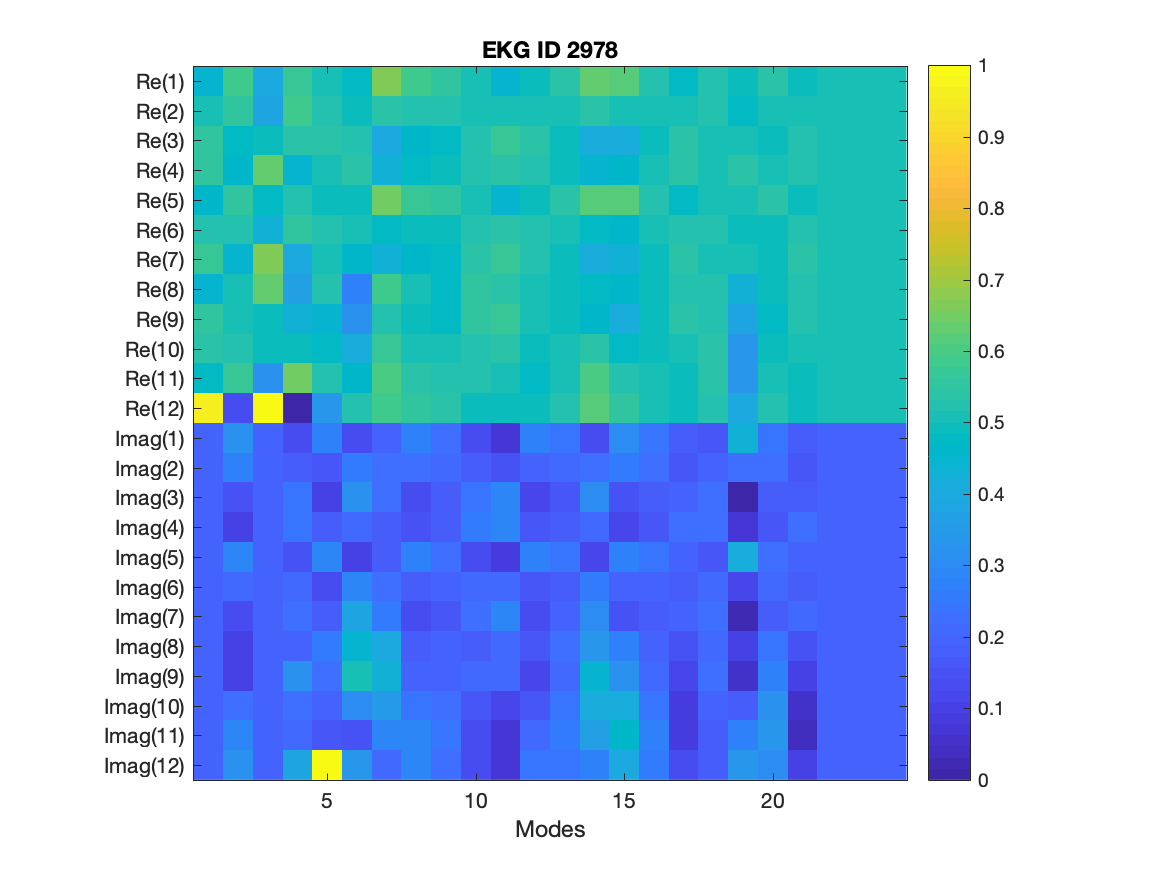 EKG ID 2978
Re(1)
Re(2)
Re(3)
Re(4)
Re(5)
Re(6)
Re(7)
Re(8)
Re(9)
Re(10)
Re(11)
Re(12)
Imag(1)
Imag(2)
Imag(3)
Imag(4)
Imag(5)
Imag(6)
Imag(7)
Imag(8)
Imag(9)
Imag(10)
Imag(11)
Imag(12)
5 10 15 20
Modes
1
0.9
0.8
0.7
0.6
0.5
0.4
0.3
0.2
0.1
0